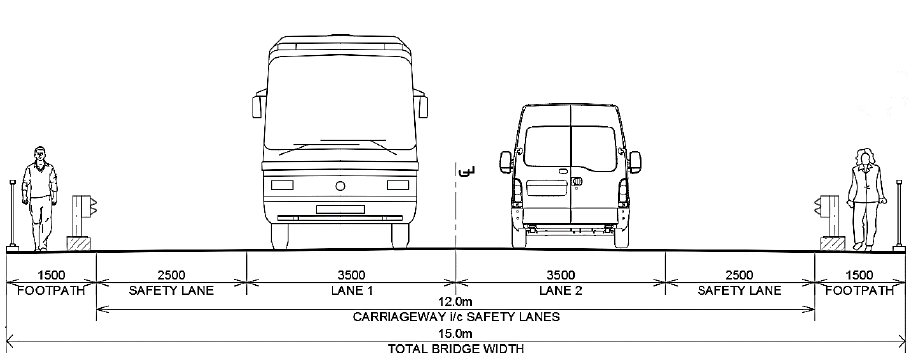 CL
1500 2500 3500 3500 2500 1500
FOOTPATH SAFETY LANE LANE 1 LANE 2 SAFETY LANE FOOTPATH
12.0m
CARRIAGEWAY i/c SAFETY LANES
15.0m
TOTAL BRIDGE WIDTH